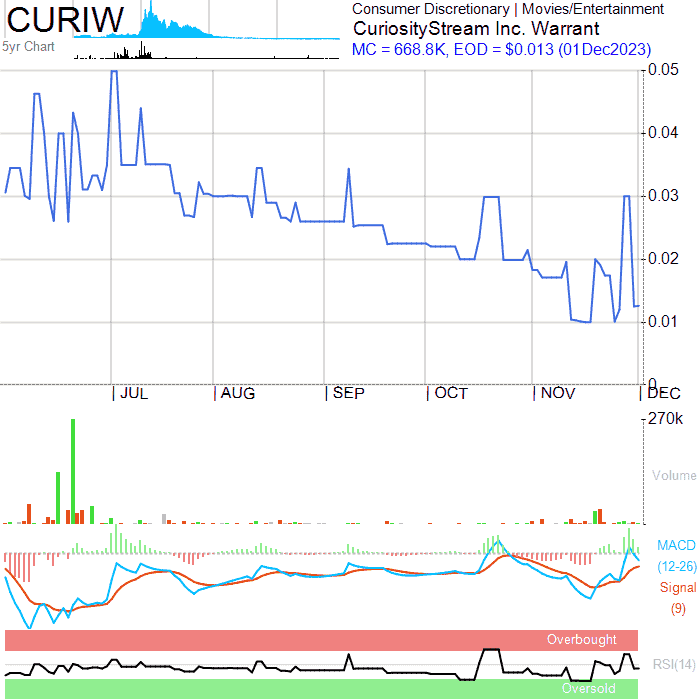 CURIW
5yr Chart
Consumer Discretionary | Movies/Entertainment
CuriosityStream Inc. Warrant
MC = 668.8K, EOD = $0.013 (01Dec2023)
0.05
0.04
0.03
0.02
0.01
0
JUL AUG SEP OCT NOV DEC
270k
Volume
MACD
(12-26)
Signal
(9)
Overbought
RSI(14)
Oversold